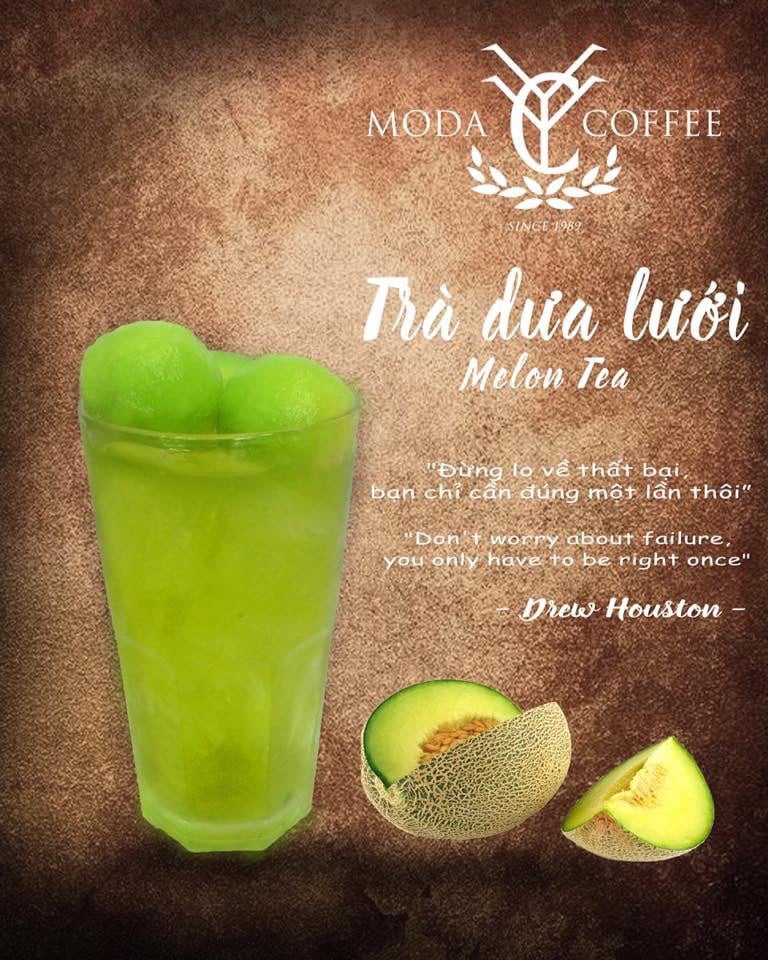 MODA YC COFFEE
SINCE 1989
Trà dưa lưới
Melon Tea
"Đừng lo về thất bại,
bạn chỉ cần đúng một lần thôi"
"Don't worry about failure,
you only have to be right once"
- Drew Houston -